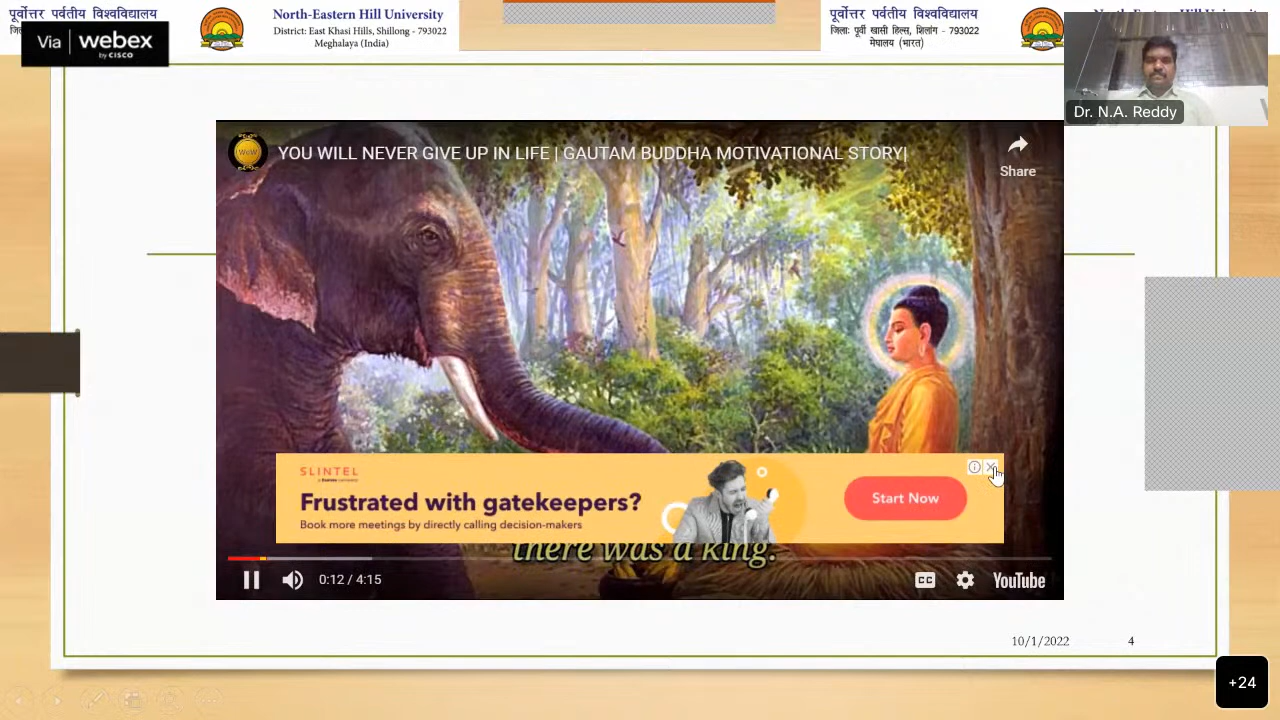 पूर्वोत्तर पर्वतीय विश्वविद्यालय
North-Eastern Hill University
District: East Khasi Hills, Shillong - 793022
Meghalaya (India)
पूर्वोत्तर पर्वतीय विश्वविद्यालय
जिलाः पूर्वी खासी हिल्स, शिलांग - 793022
मेघालय (भारत)
Via webex
by CISCO
Dr. N.A. Reddy
WOW
YOU WILL NEVER GIVE UP IN LIFE | GAUTAM BUDDHA MOTIVATIONAL STORY|
Share
SLINTEL
Frustrated with gatekeepers?
Book more meetings by directly calling decision-makers
Start Now
there was a king.
0:12 / 4:15
CC
YouTube
10/1/2022
4
+24